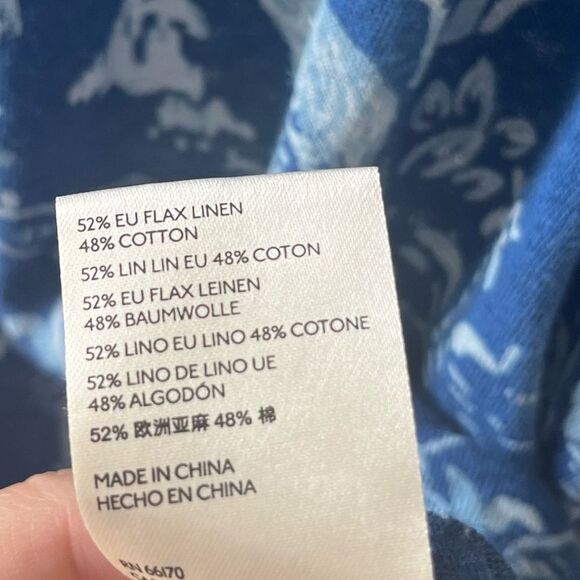 52% EU FLAX LINEN
48% COTTON
52% LIN LIN EU 48% COTON
52% EU FLAX LEINEN
48% BAUMWOLLE
52% LINO EU LINO 48% COTONE
52% LINO DE LINO UE
48% ALGODÓN
52% 欧洲亚麻 48% 棉
MADE IN CHINA
HECHO EN CHINA
RN 66170